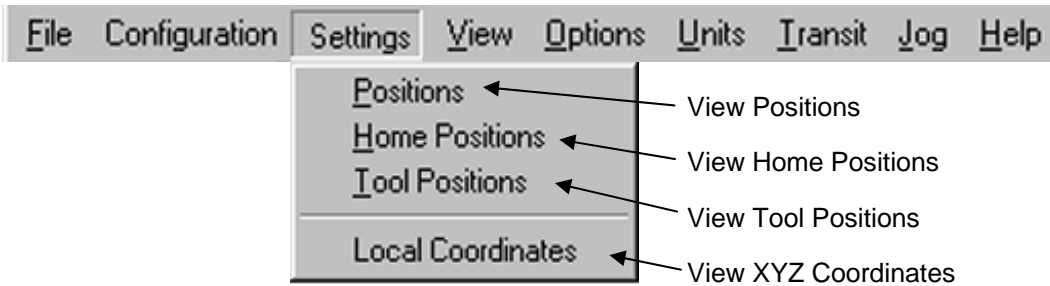 File Configuration Settings View Options Units Transit Jog Help
Positions
View Positions
Home Positions
View Home Positions
Tool Positions
View Tool Positions
Local Coordinates
View XYZ Coordinates